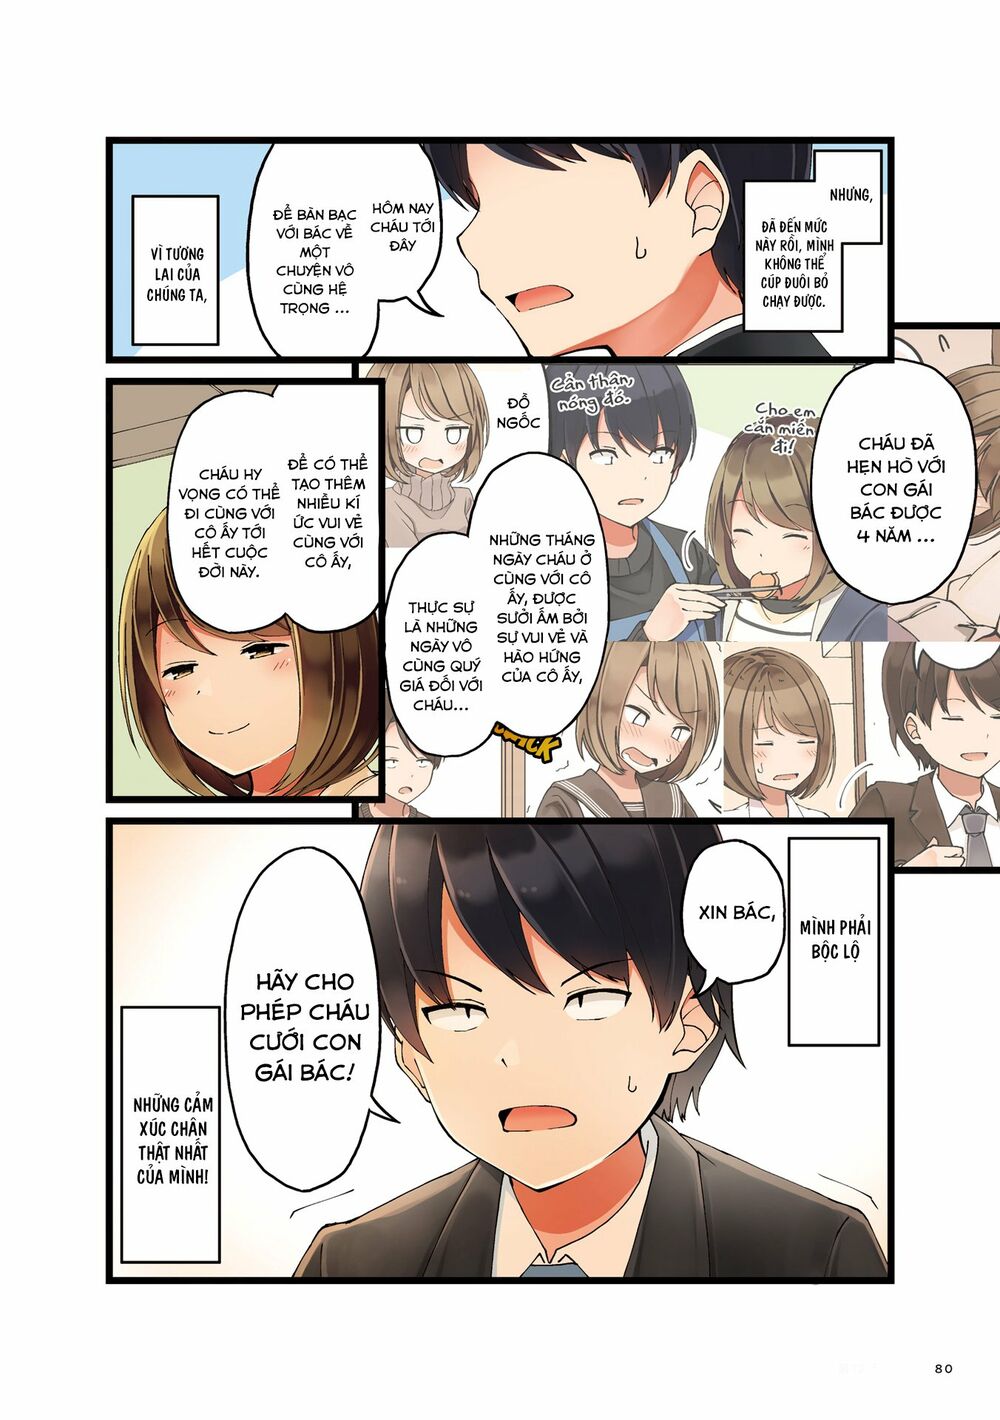 NHƯNG,
ĐÃ ĐẾN MỨC
NÀY RỒI, MÌNH
KHÔNG THỂ
CÚP ĐUÔI BỎ
CHẠY ĐƯỢC.
HÔM NAY
CHÁU TỚI
ĐÂY
ĐỂ BÀN BẠC
VỚI BÁC VỀ
MỘT
CHUYỆN VÔ
CÙNG HỆ
TRỌNG ...
VÌ TƯƠNG
LAI CỦA
CHÚNG TA,
CHÁU ĐÃ
HẸN HÒ VỚI
CON GÁI
BÁC ĐƯỢC
4 NĂM ...
Cho em
cắn miến
đi!
Cẩn thận,
nóng đó.
ĐỒ
NGỐC
NHỮNG THÁNG
NGÀY CHÁU Ở
CÙNG VỚI CÔ
ẤY, ĐƯỢC
SƯỞI ẤM BỞI
SỰ VUI VẺ VÀ
HÀO HỨNG
CỦA CÔ ẤY,
THỰC SỰ
LÀ NHỮNG
NGÀY VÔ
CÙNG QUÝ
GIÁ ĐỐI VỚI
CHÁU...
ĐỂ CÓ THỂ
TẠO THÊM
NHIỀU KÍ
ỨC VUI VẺ
CÙNG VỚI
CÔ ẤY,
CHÁU HY
VỌNG CÓ THỂ
ĐI CÙNG VỚI
CÔ ẤY TỚI
HẾT CUỘC
ĐỜI NÀY.
MÌNH PHẢI
BỘC LỘ
XIN BÁC,
HÃY CHO
PHÉP CHÁU
CƯỚI CON
GÁI BÁC!
NHỮNG CẢM
XÚC CHÂN
THẬT NHẤT
CỦA MÌNH!
80